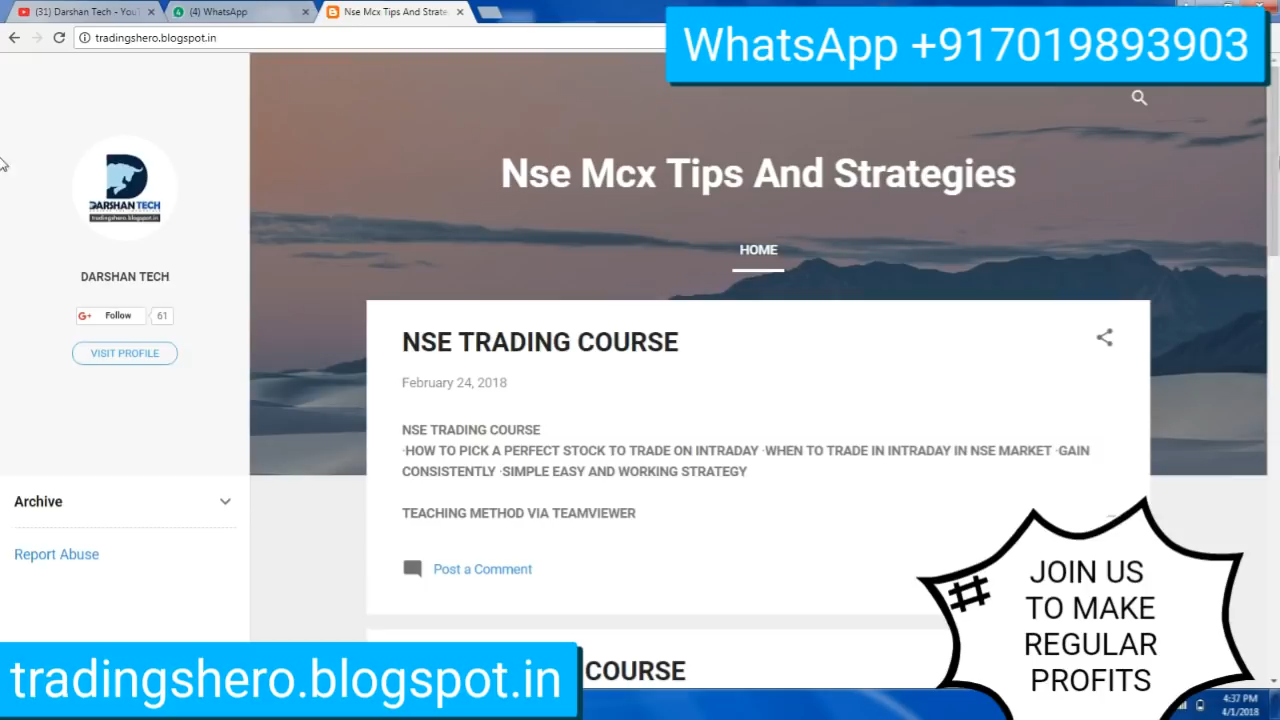 (31) Darshan Tech - You
(4) WhatsApp
Nse Mcx Tips And Strate
tradingshero.blogspot.in
WhatsApp +917019893903
DARSHAN TECH
tradingshero.blogspot.in
DARSHAN TECH
G+ Follow 61
VISIT PROFILE
Archive
Report Abuse
Nse Mcx Tips And Strategies
HOME
NSE TRADING COURSE
February 24, 2018
NSE TRADING COURSE
·HOW TO PICK A PERFECT STOCK TO TRADE ON INTRADAY ·WHEN TO TRADE IN INTRADAY IN NSE MARKET ·GAIN
CONSISTENTLY ·SIMPLE EASY AND WORKING STRATEGY
TEACHING METHOD VIA TEAMVIEWER
Post a Comment
COURSE
#
JOIN US
TO MAKE
REGULAR
PROFITS
tradingshero.blogspot.in
4:37 PM
4/1/2018